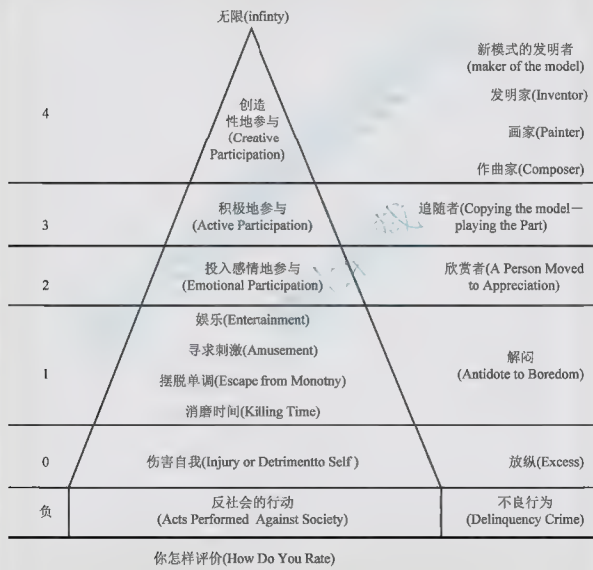 无限(infinty)
新模式的发明者
(maker of the model)
发明家(Inventor)
画家(Painter)
作曲家(Composer)
4
创造
性地参与
(Creative
Participation)
3
积极地参与
(Active Participation)
追随者(Copying the model—
playing the Part)
2
投入感情地参与
(Emotional Participation)
欣赏者(A Person Moved
to Appreciation)
1
娱乐(Entertainment)
寻求刺激(Amusement)
摆脱单调(Escape from Monotny)
消磨时间(Killing Time)
解闷
(Antidote to Boredom)
0
伤害自我(Injury or Detrimentto Self )
放纵(Excess)
负
反社会的行动
(Acts Performed Against Society)
不良行为
(Delinquency Crime)
你怎样评价(How Do You Rate)